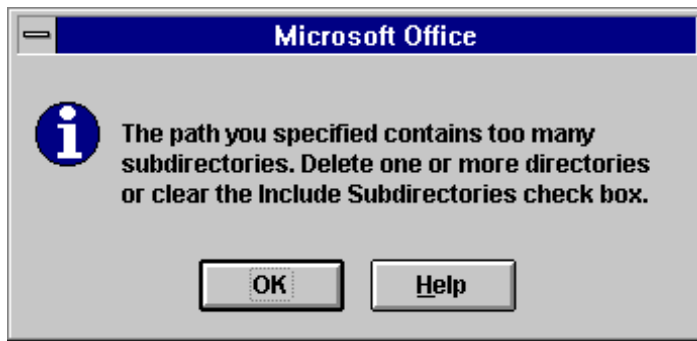 Microsoft Office
The path you specified contains too many
subdirectories. Delete one or more directories
or clear the Include Subdirectories check box.
OK
Help